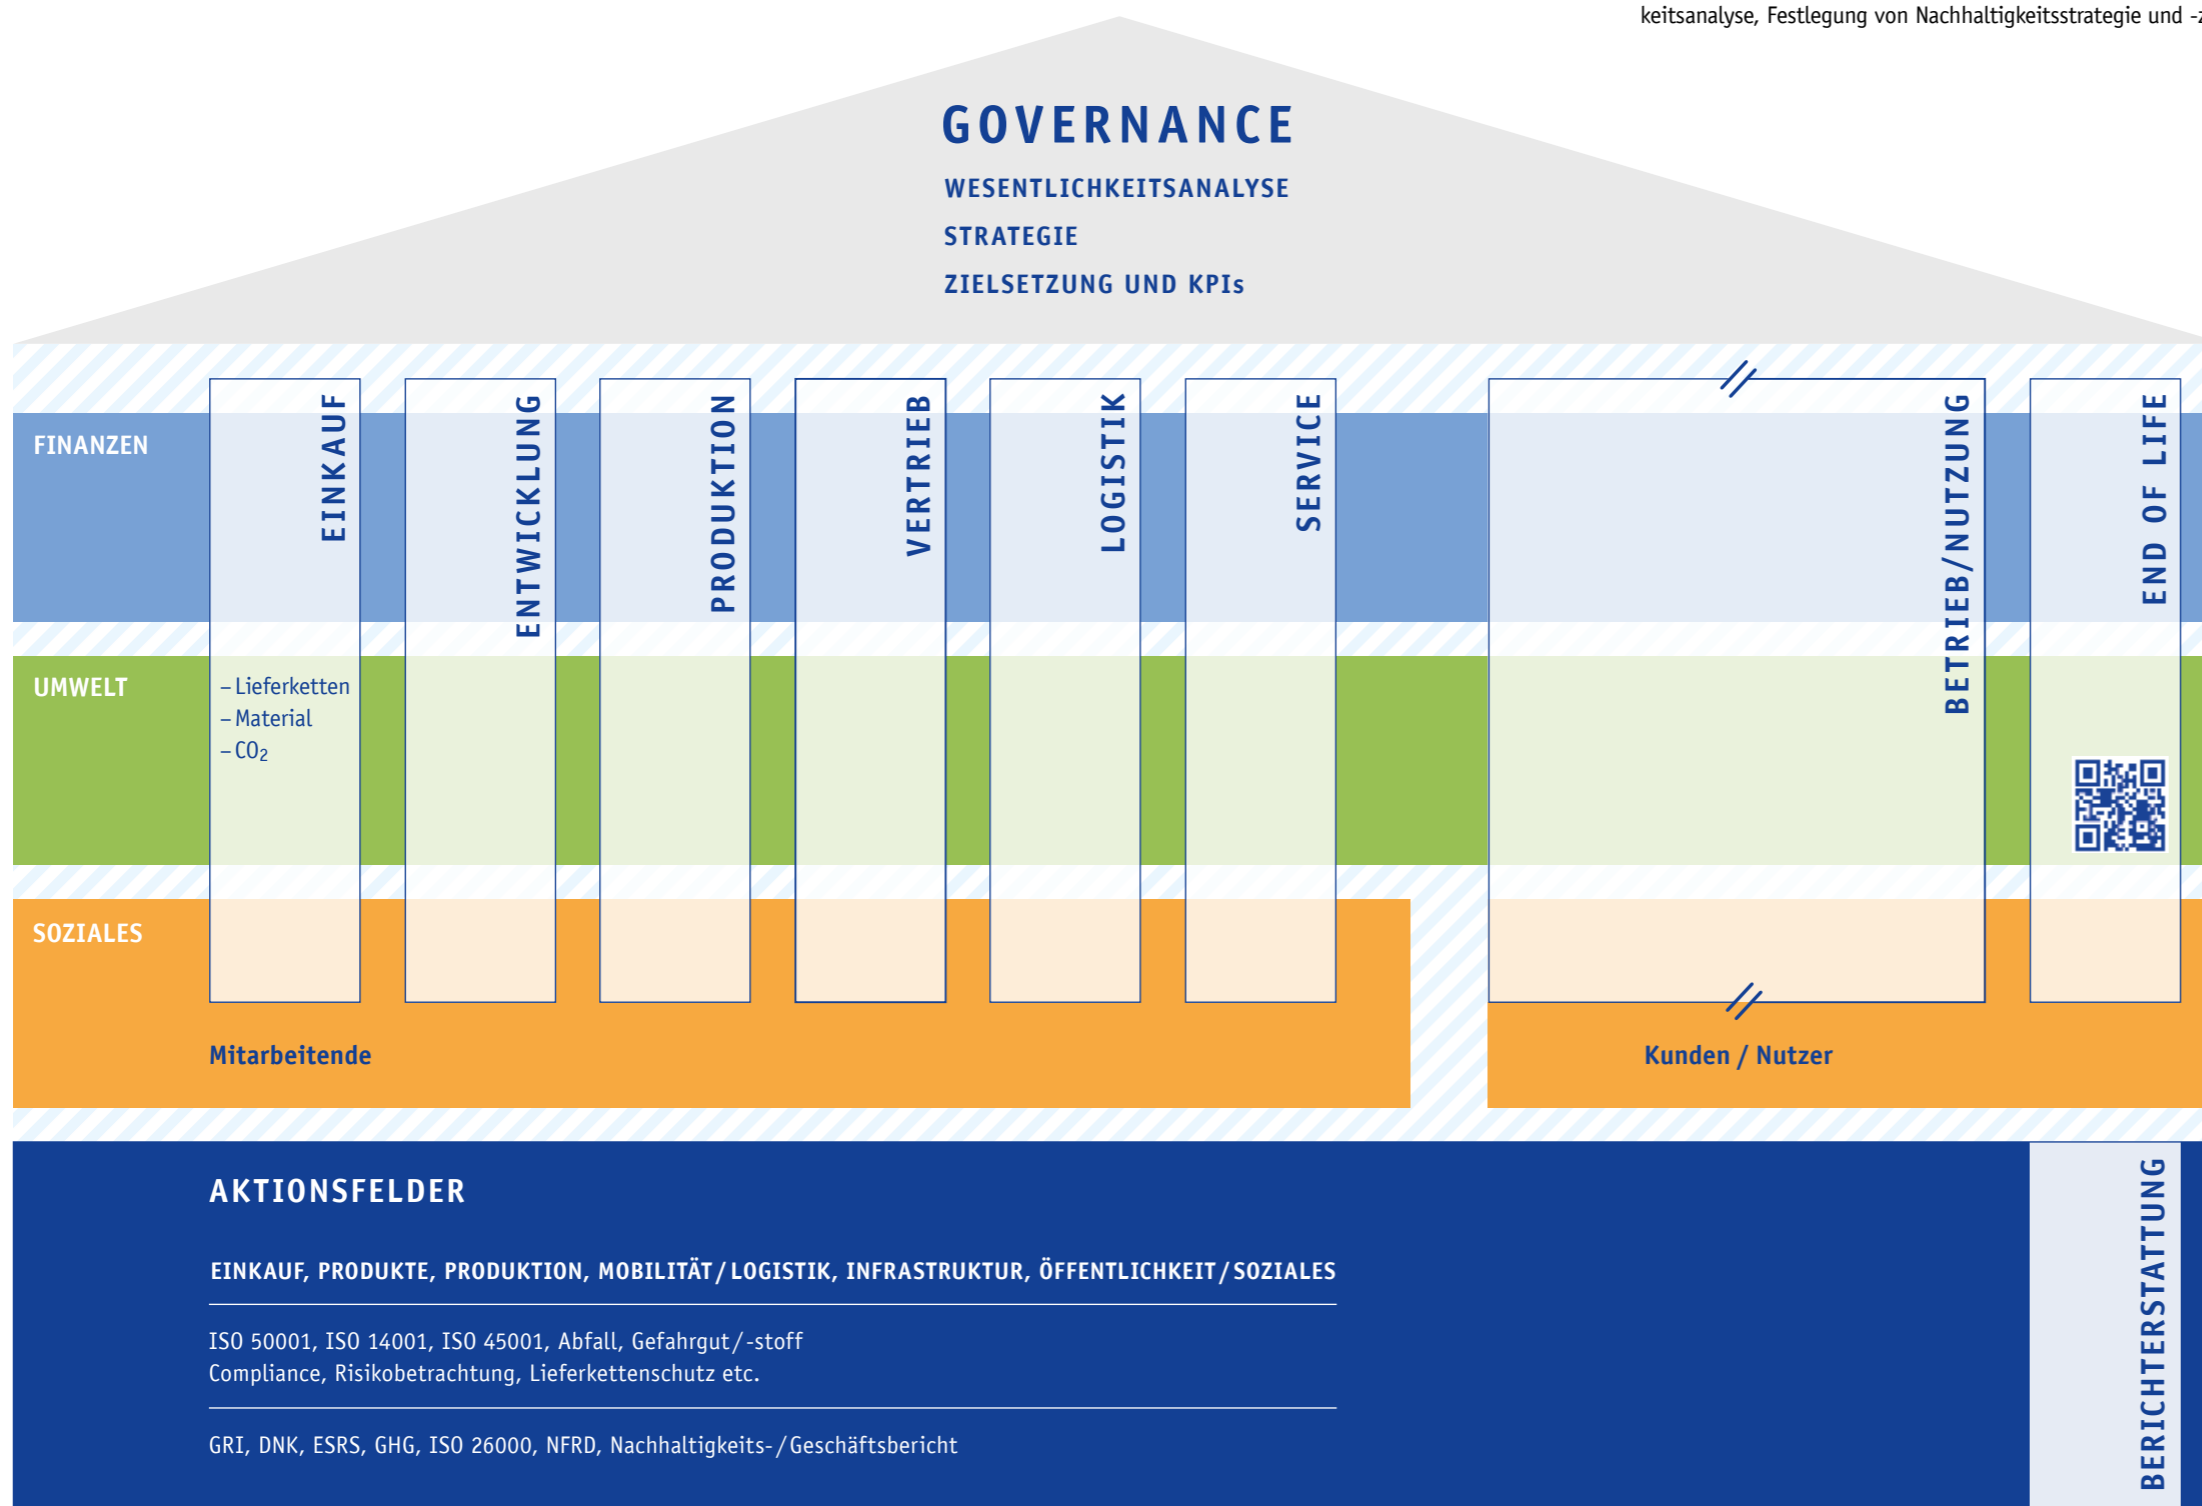 keitsanalyse, Festlegung von Nachhaltigkeitsstrategie und
GOVERNANCE
WESENTLICHKEITSANALYSE
STRATEGIE
ZIELSETZUNG UND KPIs
FINANZEN
EINKAUF
ENTWICKLUNG
PRODUKTION
VERTRIEB
LOGISTIK
SERVICE
BETRIEB/NUTZUNG
END OF LIFE
UMWELT
– Lieferketten
– Material
– CO₂
SOZIALES
Mitarbeitende
Kunden / Nutzer
AKTIONSFELDER
EINKAUF, PRODUKTE, PRODUKTION, MOBILITÄT/LOGISTIK, INFRASTRUKTUR, ÖFFENTLICHKEIT/SOZIALES
ISO 50001, ISO 14001, ISO 45001, Abfall, Gefahrgut/-stoff
Compliance, Risikobetrachtung, Lieferkettenschutz etc.
GRI, DNK, ESRS, GHG, ISO 26000, NFRD, Nachhaltigkeits-/Geschäftsbericht
BERICHTERSTATTUNG